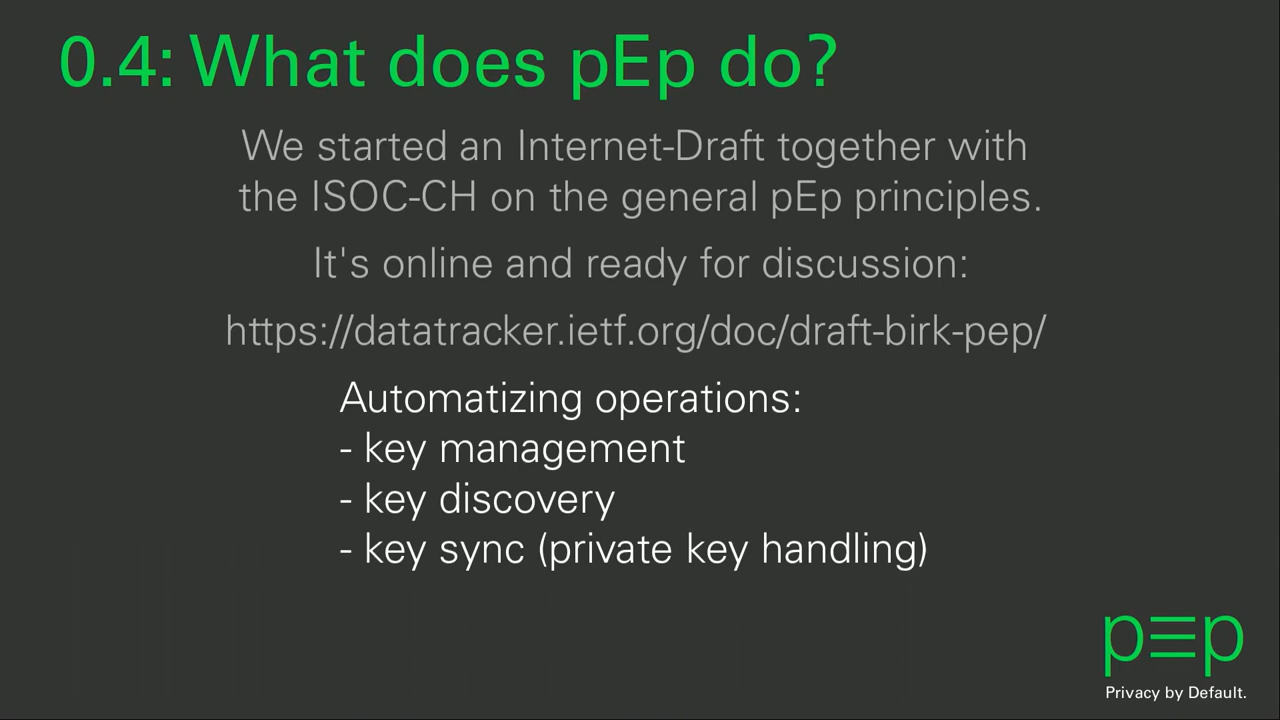 0.4: What does pEp do?
We started an Internet-Draft together with
the ISOC-CH on the general pEp principles.
It's online and ready for discussion:
https://datatracker.ietf.org/doc/draft-birk-pep/
Automatizing operations:
- key management
- key discovery
- key sync (private key handling)
p≡p
Privacy by Default.